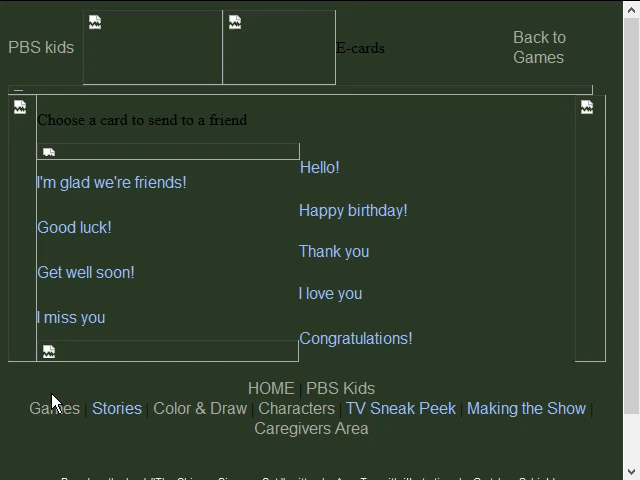 PBS kids
E-cards
Back to
Games
Choose a card to send to a friend
I'm glad we're friends!
Good luck!
Get well soon!
I miss you
Hello!
Happy birthday!
Thank you
I love you
Congratulations!
HOME | PBS Kids
Games | Stories | Color & Draw | Characters | TV Sneak Peek | Making the Show |
Caregivers Area